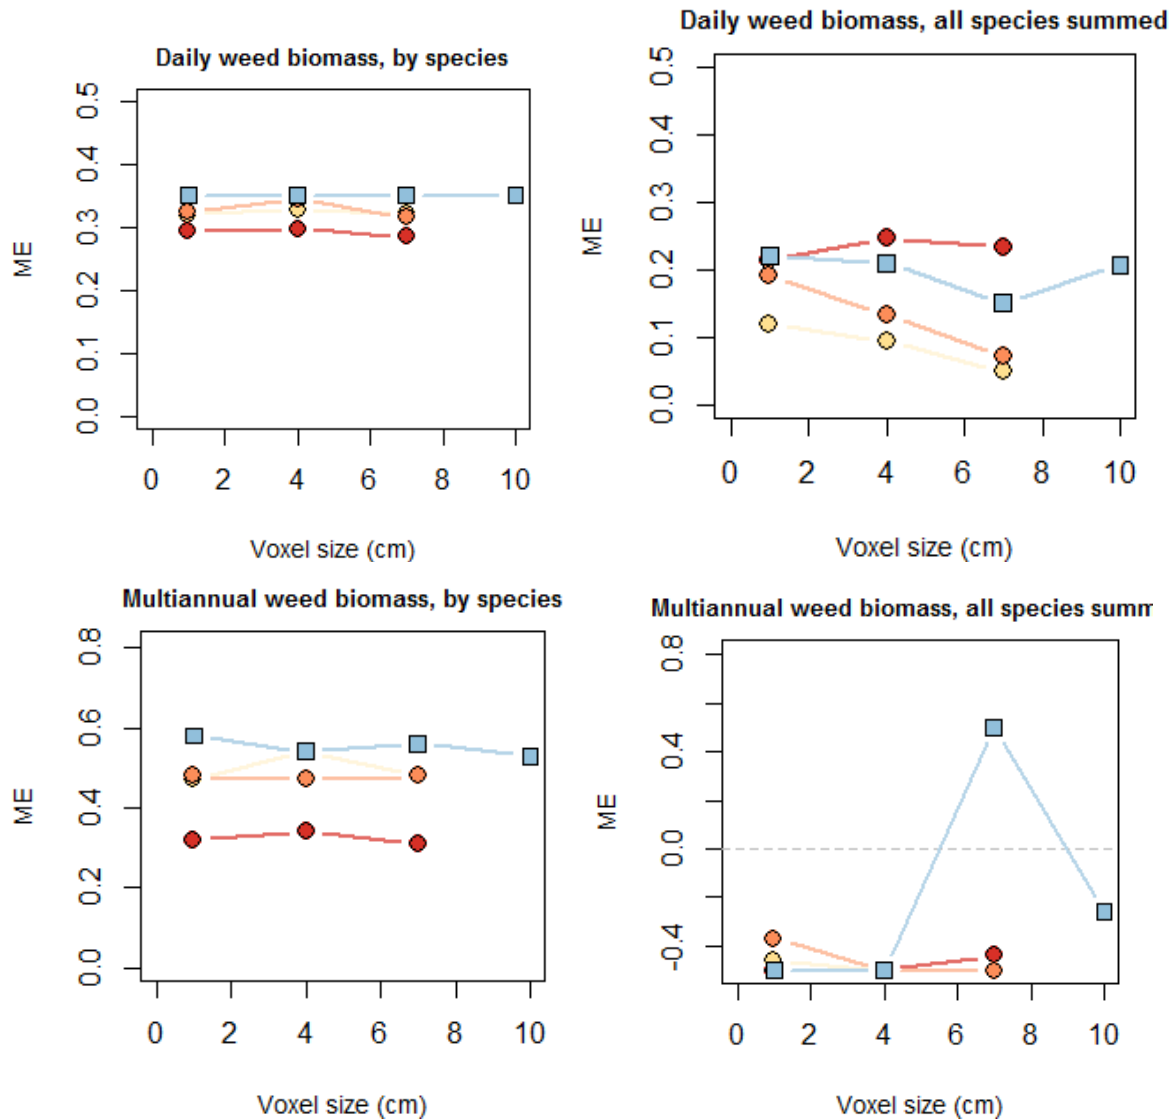 Daily weed biomass, by species
ME
0.5
0.4
0.3
0.2
0.1
0.0
0 2 4 6 8 10
Voxel size (cm)
Daily weed biomass, all species summed
ME
0.5
0.4
0.3
0.2
0.1
0.0
0 2 4 6 8 10
Voxel size (cm)
Multiannual weed biomass, by species
ME
0.8
0.6
0.4
0.2
0.0
0 2 4 6 8 10
Voxel size (cm)
Multiannual weed biomass, all species summ
ME
0.8
0.4
0.0
-0.4
0 2 4 6 8 10
Voxel size (cm)